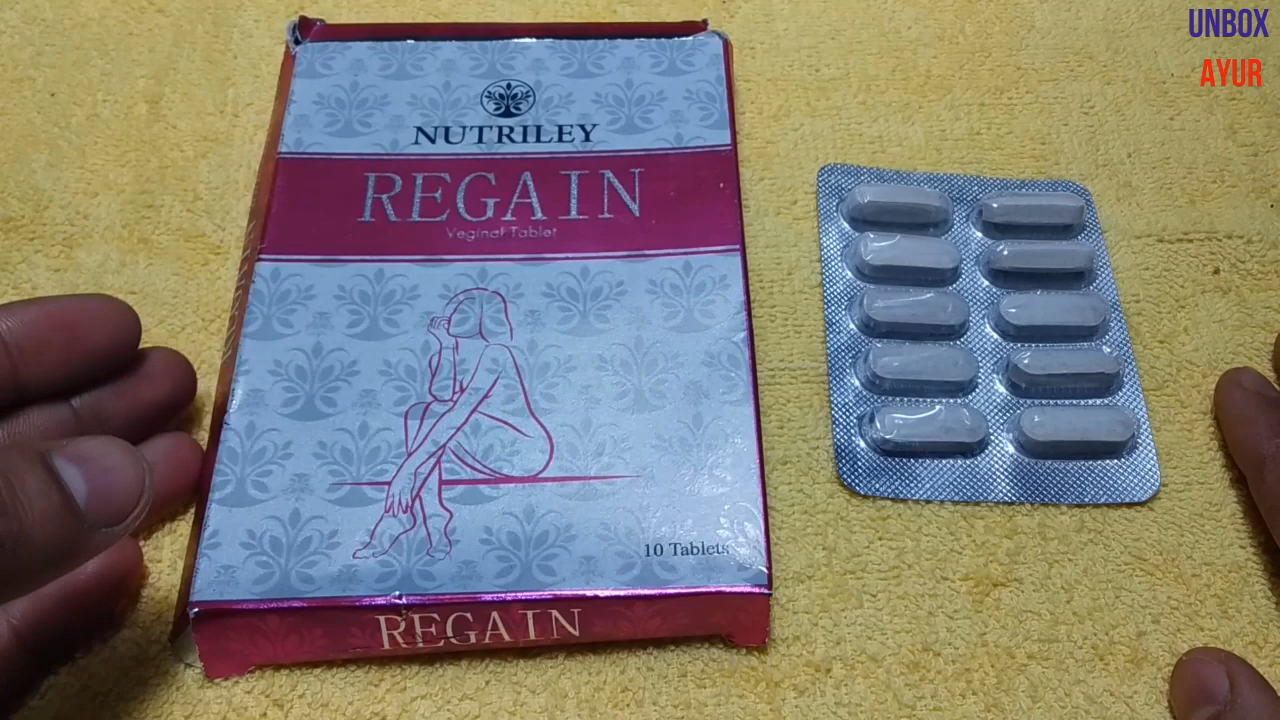 UNBOX
AYUR
NUTRILEY
REGAIN
Veginal Tablet
10 Tablets
REGAIN